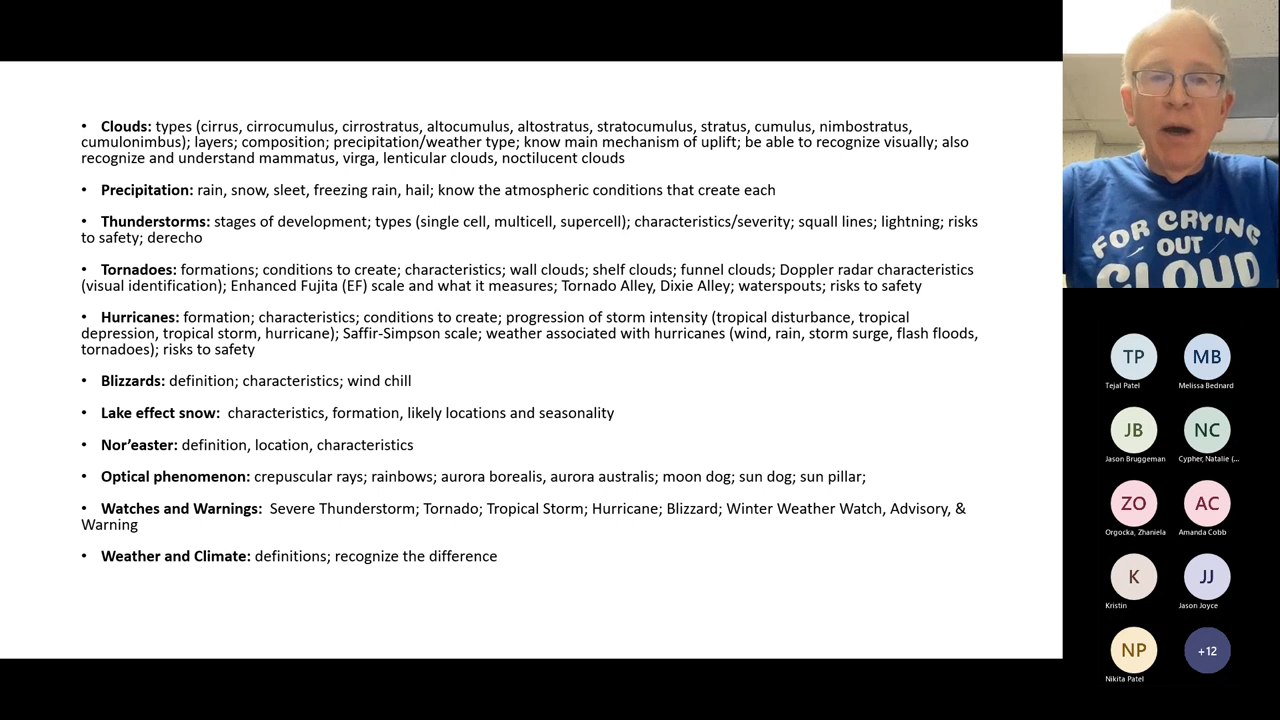 • Clouds: types (cirrus, cirrocumulus, cirrostratus, altocumulus, altostratus, stratocumulus, stratus, cumulus, nimbostratus,
cumulonimbus); layers; composition; precipitation/weather type; know main mechanism of uplift; be able to recognize visually; also
recognize and understand mammatus, virga, lenticular clouds, noctilucent clouds
• Precipitation: rain, snow, sleet, freezing rain, hail; know the atmospheric conditions that create each
• Thunderstorms: stages of development; types (single cell, multicell, supercell); characteristics/severity; squall lines; lightning; risks
to safety; derecho
• Tornadoes: formations; conditions to create; characteristics; wall clouds; shelf clouds; funnel clouds; Doppler radar characteristics
(visual identification); Enhanced Fujita (EF) scale and what it measures; Tornado Alley, Dixie Alley; waterspouts; risks to safety
• Hurricanes: formation; characteristics; conditions to create; progression of storm intensity (tropical disturbance, tropical
depression, tropical storm, hurricane); Saffir-Simpson scale; weather associated with hurricanes (wind, rain, storm surge, flash floods,
tornadoes); risks to safety
• Blizzards: definition; characteristics; wind chill
• Lake effect snow: characteristics, formation, likely locations and seasonality
• Nor’easter: definition, location, characteristics
• Optical phenomenon: crepuscular rays; rainbows; aurora borealis, aurora australis; moon dog; sun dog; sun pillar;
• Watches and Warnings: Severe Thunderstorm; Tornado; Tropical Storm; Hurricane; Blizzard; Winter Weather Watch, Advisory, &
Warning
• Weather and Climate: definitions; recognize the difference
FOR CRYING
OUT
CLOUD
TP MB
Tejal Patel Melissa Bednard
JB NC
Jason Bruggeman Cypher, Natalie (...
ZO AC
Orgocka, Zhaniela Amanda Cobb
K JJ
Kristin Jason Joyce
NP +12
Nikita Patel